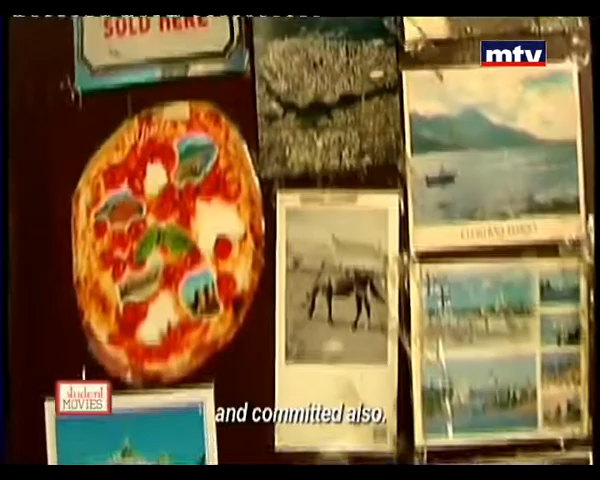 SOLD HERE
mtv
student
MOVIES
and committed also.